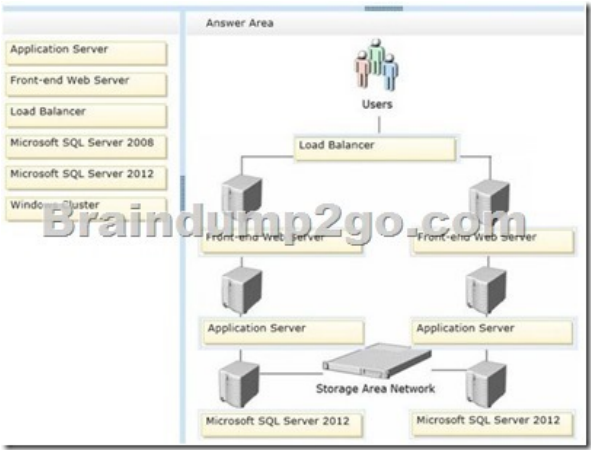 Answer Area
Application Server
Front-end Web Server
Load Balancer
Microsoft SQL Server 2008
Microsoft SQL Server 2012
Windows Cluster
Users
Load Balancer
Braindump2go.com
Front-end Web Server
Front-end Web Server
Application Server
Application Server
Storage Area Network
Microsoft SQL Server 2012
Microsoft SQL Server 2012